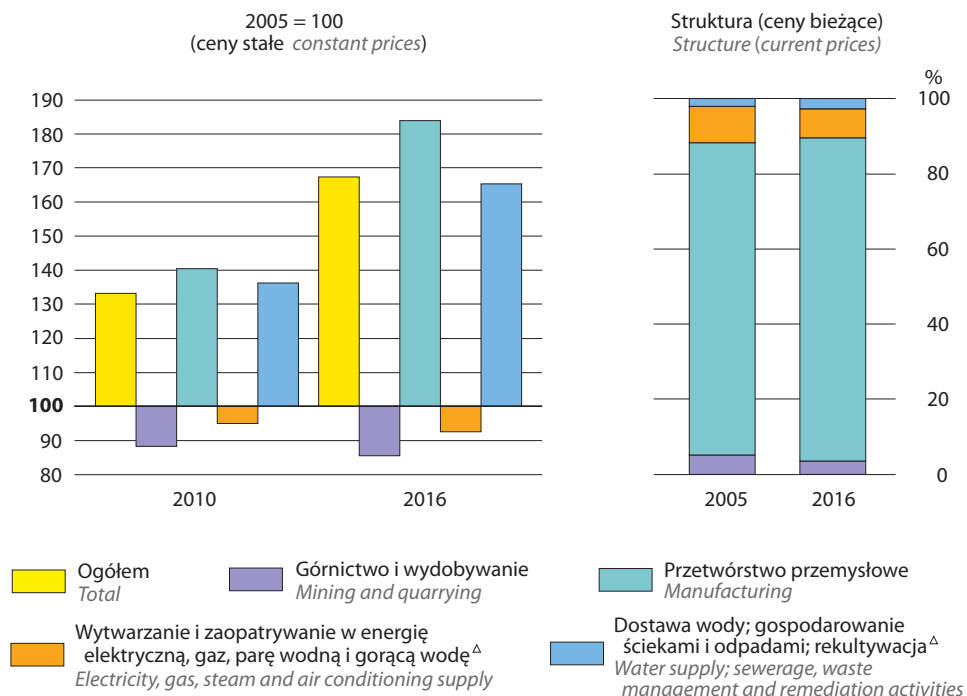 2005 = 100
(ceny stałe constant prices)
190
180
170
160
150
140
130
120
110
100
90
80
2010
2016
Struktura (ceny bieżące)
Structure (current prices)
%
100
80
60
40
20
0
2005
2016
Ogółem
Total
Górnictwo i wydobywanie
Mining and quarrying
Przetwórstwo przemysłowe
Manufacturing
Wytwarzanie i zaopatrywanie w energię
elektryczną, gaz, parę wodną i gorącą wodę Δ
Electricity, gas, steam and air conditioning supply
Dostawa wody; gospodarowanie
ściekami i odpadami; rekultywacja Δ
Water supply; sewerage, waste
management and remediation activities